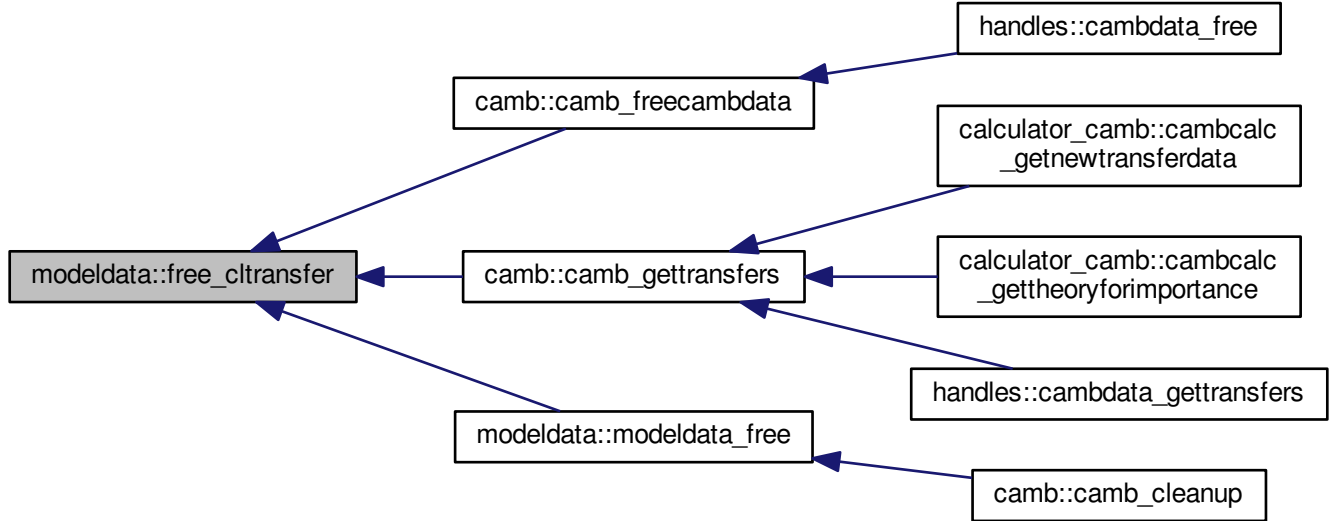 handles::cambdata_free
camb::camb_freecambdata
calculator_camb::cambcalc
_getnewtransferdata
modeldata::free_cltransfer
camb::camb_gettransfers
calculator_camb::cambcalc
_gettheoryforimportance
handles::cambdata_gettransfers
modeldata::modeldata_free
camb::camb_cleanup